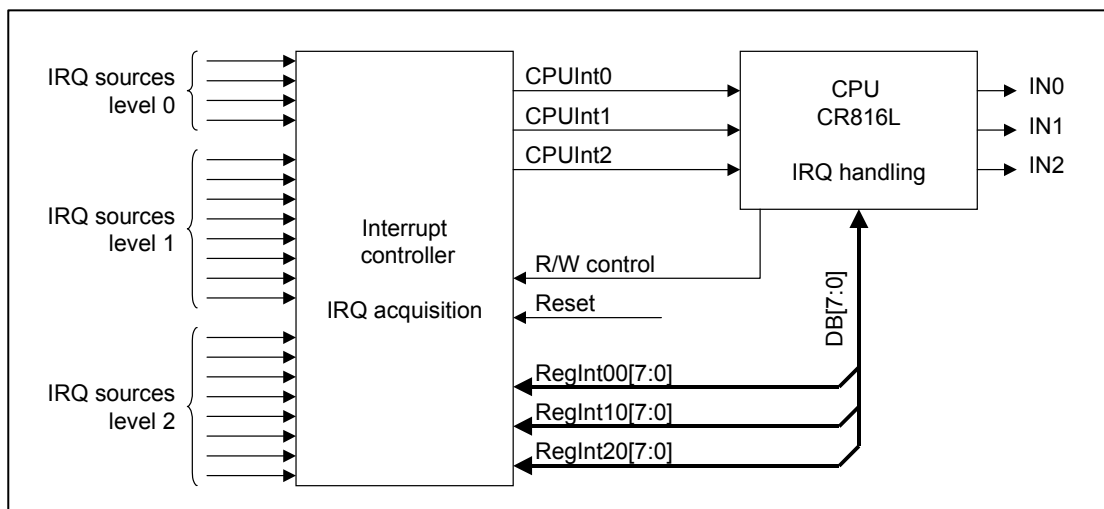 IRQ sources
level 0
IRQ sources
level 1
IRQ sources
level 2
Interrupt
controller
IRQ acquisition
CPUInt0
CPUInt1
CPUInt2
R/W control
Reset
RegInt00[7:0]
RegInt10[7:0]
RegInt20[7:0]
CPU
CR816L
IRQ handling
IN0
IN1
IN2
DB[7:0]